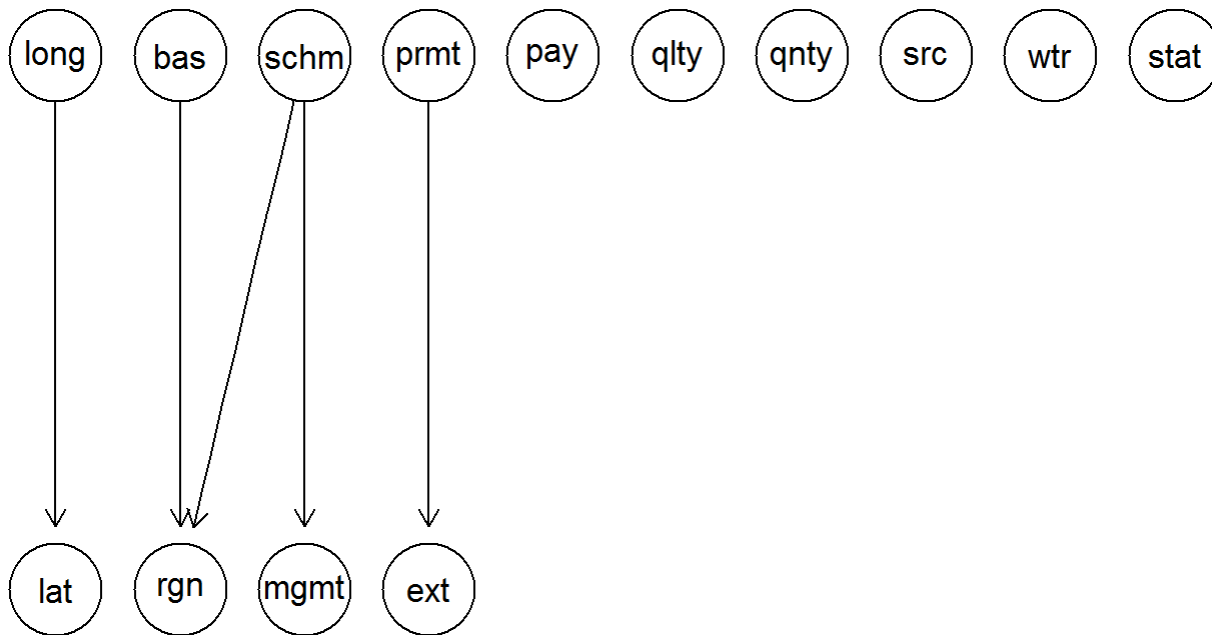 long bas schm prmt pay qlty qnty src wtr stat
lat rgn mgmt ext